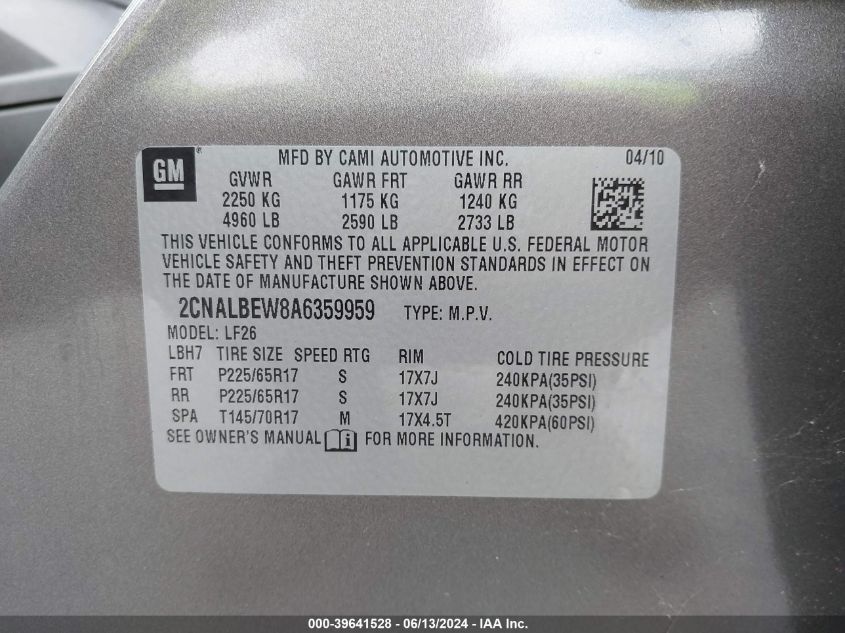 GM MFD BY CAMI AUTOMOTIVE INC. 04/10
GVWR GAWR FRT GAWR RR
2250 KG 1175 KG 1240 KG
4960 LB 2590 LB 2733 LB
THIS VEHICLE CONFORMS TO ALL APPLICABLE U.S. FEDERAL MOTOR
VEHICLE SAFETY AND THEFT PREVENTION STANDARDS IN EFFECT ON
THE DATE OF MANUFACTURE SHOWN ABOVE.
2CNALBEW8A6359959 TYPE: M.P.V.
MODEL: LF26
LBH7 TIRE SIZE SPEED RTG RIM COLD TIRE PRESSURE
FRT P225/65R17 S 17X7J 240KPA(35PSI)
RR P225/65R17 S 17X7J 240KPA(35PSI)
SPA T145/70R17 M 17X4.5T 420KPA(60PSI)
SEE OWNER'S MANUAL FOR MORE INFORMATION.
000-39641528 - 06/13/2024 - IAA Inc.